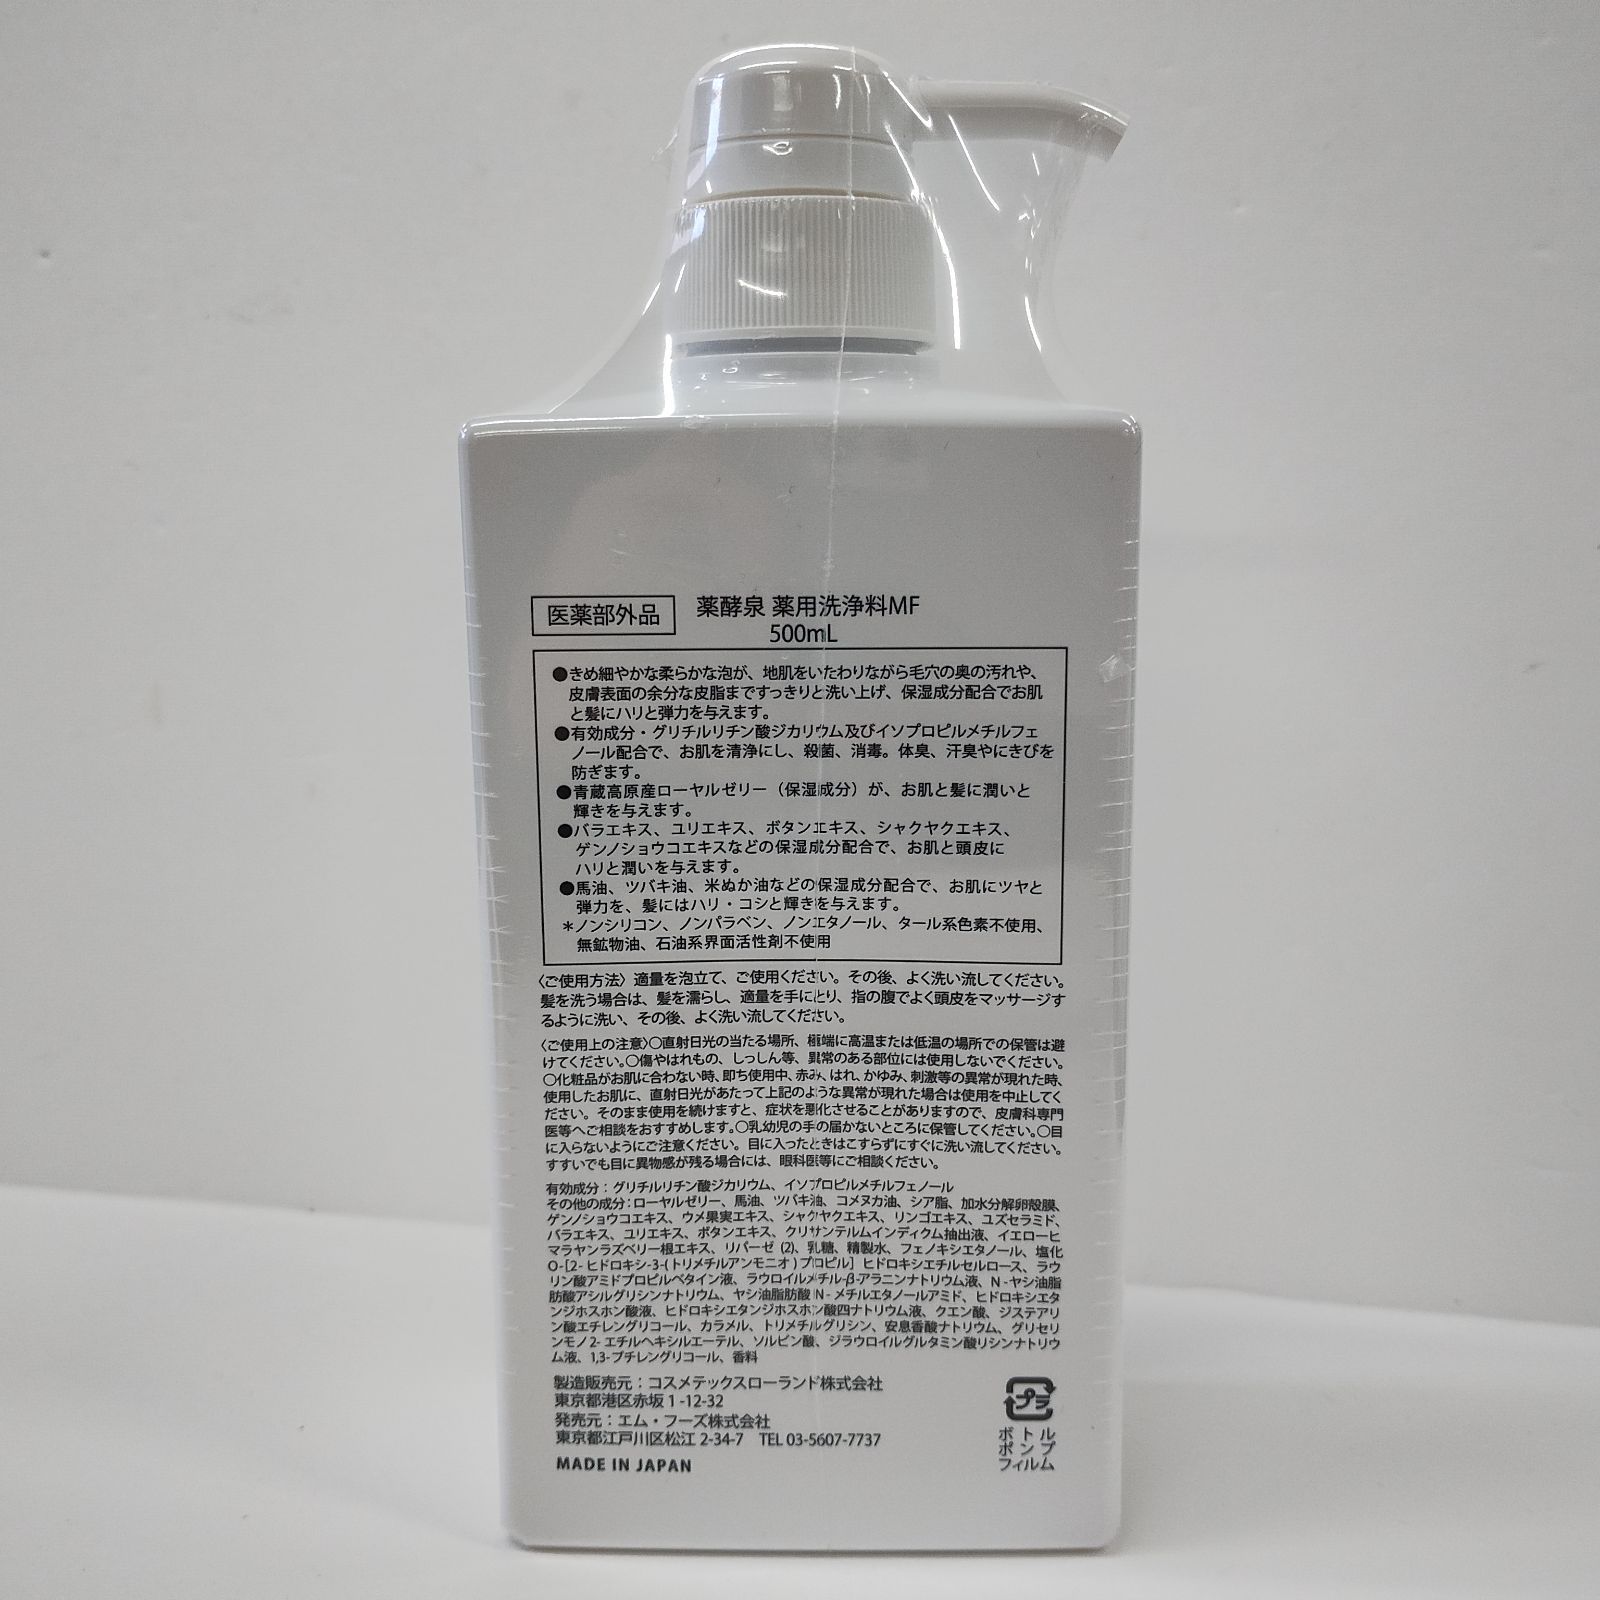 医薬部外品
薬酵泉 薬用洗浄料MF
500mL
●きめ細やかな柔らかな泡が、地肌をいたわりながら毛穴の奥の汚れや、
皮膚表面の余分な皮脂まですっきりと洗い上げ、保湿成分配合でお肌
と髪にハリと弾力を与えます。
●有効成分・グリチルリチン酸ジカリウム及びイソプロピルメチルフェ
ノール配合で、お肌を清浄にし、殺菌、消毒。体臭、汗臭やにきびを
防ぎます。
●青蔵高原産ローヤルゼリー（保湿成分）が、お肌と髪に潤いと
輝きを与えます。
●バラエキス、ユリエキス、ボタンエキス、シャクヤクエキス、
ゲンノショウコエキスなどの保湿成分配合で、お肌と頭皮に
ハリと潤いを与えます。
●馬油、ツバキ油、米ぬか油などの保湿成分配合で、お肌にツヤと
弾力を、髪にはハリ・コシと輝きを与えます。
＊ノンシリコン、ノンパラベン、ノンエタノール、タール系色素不使用、
無鉱物油、石油系界面活性剤不使用
〈ご使用方法〉適量を泡立て、ご使用ください。その後、よく洗い流してください。
髪を洗う場合は、髪を濡らし、適量を手にとり、指の腹でよく頭皮をマッサージす
るように洗い、その後、よく洗い流してください。
〈ご使用上の注意〉○直射日光の当たる場所、極端に高温または低温の場所での保管は避
けてください。○傷やはれもの、しっしん等、異常のある部位には使用しないでください。
○化粧品がお肌に合わない時、即ち使用中、赤み、はれ、かゆみ、刺激等の異常が現れた時、
使用したお肌に、直射日光があたって上記のような異常が現れた場合は使用を中止してく
ださい。そのまま使用を続けますと、症状を悪化させることがありますので、皮膚科専門
医等へご相談をおすすめします。○乳幼児の手の届かないところに保管してください。○目
に入らないようにご注意ください。目に入ったときはこすらずにすぐに洗い流してください。
すすいでも目に異物感が残る場合には、眼科医等にご相談ください。
有効成分：グリチルリチン酸ジカリウム、イソプロピルメチルフェノール
その他の成分：ローヤルゼリー、馬油、ツバキ油、コメヌカ油、シア脂、加水分解卵殻膜、
ゲンノショウコエキス、ウメ果実エキス、シャクヤクエキス、リンゴエキス、ユズセラミド、
バラエキス、ユリエキス、ボタンエキス、クリサンテルムインディクム抽出液、イエローヒ
マラヤンラズベリー根エキス、リパーゼ (2)、乳糖、精製水、フェノキシエタノール、塩化
O-[2- ヒドロキシ-3-( トリメチルアンモニオ ) プロピル］ヒドロキシエチルセルロース、ラウ
リン酸アミドプロピルベタイン液、ラウロイルメチル-β-アラニンナトリウム液、N - ヤシ油脂
肪酸アシルグリシンナトリウム、ヤシ油脂肪酸 N - メチルエタノールアミド、ヒドロキシエタ
ンジホスホン酸液、ヒドロキシエタンジホスホン酸四ナトリウム液、クエン酸、ジステアリ
ン酸エチレングリコール、カラメル、トリメチルグリシン、安息香酸ナトリウム、グリセリ
ンモノ 2- エチルヘキシルエーテル、ソルビン酸、ジラウロイルグルタミン酸リシンナトリウ
ム液、1,3- ブチレングリコール、香料
製造販売元：コスメテックスローランド株式会社
東京都港区赤坂 1 -12-32
発売元：エム・フーズ株式会社
東京都江戸川区松江 2-34-7 TEL 03-5607-7737
MADE IN JAPAN
プラ
ボトル
ポンプ
フィルム